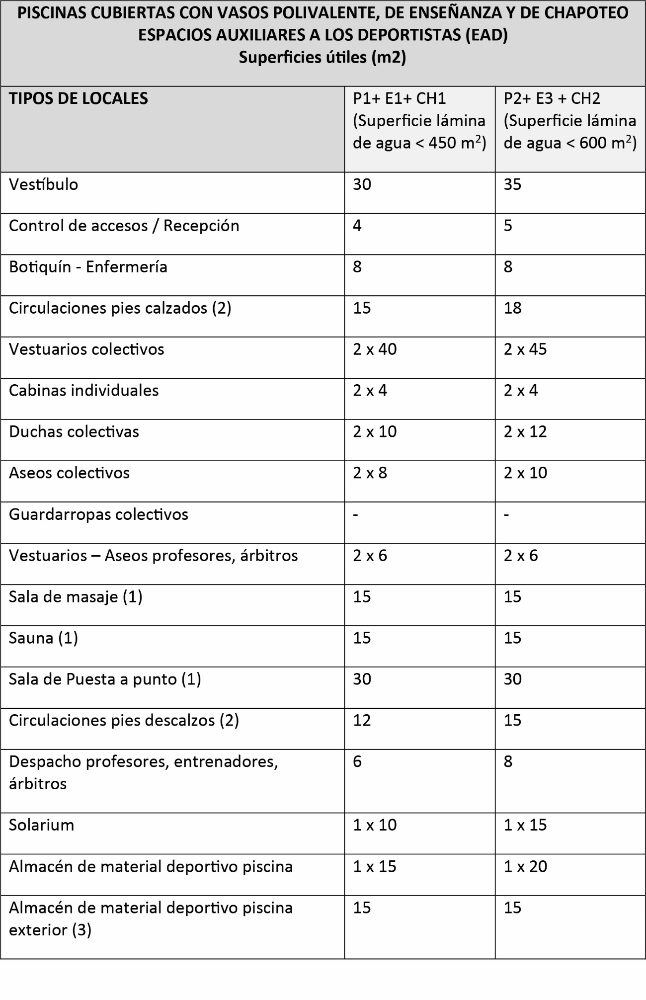 PISCINAS CUBIERTAS CON VASOS POLIVALENTE, DE ENSEÑANZA Y DE CHAPOTEO
ESPACIOS AUXILIARES A LOS DEPORTISTAS (EAD)
Superficies útiles (m2)
TIPOS DE LOCALES
P1+ E1+ CH1
(Superficie lámina
de agua < 450 m²)
P2+ E3 + CH2
(Superficie lámina
de agua < 600 m²)
Vestíbulo 30 35
Control de accesos / Recepción 4 5
Botiquín - Enfermería 8 8
Circulaciones pies calzados (2) 15 18
Vestuarios colectivos 2 x 40 2 x 45
Cabinas individuales 2 x 4 2 x 4
Duchas colectivas 2 x 10 2 x 12
Aseos colectivos 2 x 8 2 x 10
Guardarropas colectivos - -
Vestuarios – Aseos profesores, árbitros 2 x 6 2 x 6
Sala de masaje (1) 15 15
Sauna (1) 15 15
Sala de Puesta a punto (1) 30 30
Circulaciones pies descalzos (2) 12 15
Despacho profesores, entrenadores, 6 8
árbitros
Solarium 1 x 10 1 x 15
Almacén de material deportivo piscina 1 x 15 1 x 20
Almacén de material deportivo piscina 15 15
exterior (3)